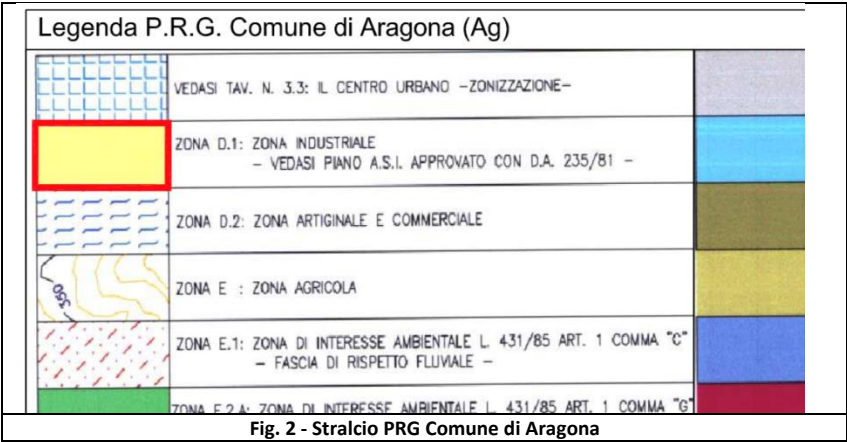 Legenda P.R.G. Comune di Aragona (Ag)
VEDASI TAV. N. 3.3: IL CENTRO URBANO -ZONIZZAZIONE-
ZONA D.1: ZONA INDUSTRIALE
- VEDASI PIANO A.S.I. APPROVATO CON D.A. 235/81 -
ZONA D.2: ZONA ARTIGINALE E COMMERCIALE
350
ZONA E : ZONA AGRICOLA
ZONA E.1: ZONA DI INTERESSE AMBIENTALE L. 431/85 ART. 1 COMMA "C"
- FASCIA DI RISPETTO FLUVIALE -
ZONA E.2.A: ZONA DI INTERESSE AMBIENTALE L. 431/85 ART. 1 COMMA "G"
Fig. 2 - Stralcio PRG Comune di Aragona